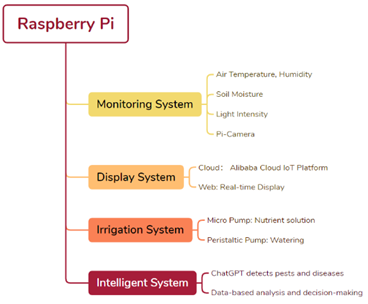 Raspberry Pi
Monitoring System
Air Temperature, Humidity
Soil Moisture
Light Intensity
Pi-Camera
Display System
Cloud： Alibaba Cloud IoT Platform
Web: Real-time Display
Irrigation System
Micro Pump: Nutrient solution
Peristaltic Pump: Watering
Intelligent System
ChatGPT detects pests and diseases
Data-based analysis and decision-making